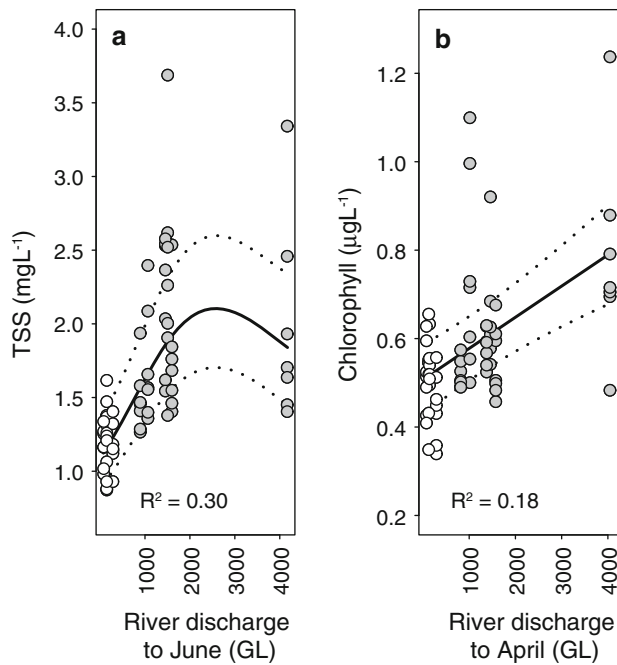 a
TSS (mgL⁻¹)
4.0
3.5
3.0
2.5
2.0
1.5
1.0
R² = 0.30
1000
2000
3000
4000
River discharge
to June (GL)
b
Chlorophyll (µgL⁻¹)
1.2
1.0
0.8
0.6
0.4
0.2
R² = 0.18
1000
2000
3000
4000
River discharge
to April (GL)